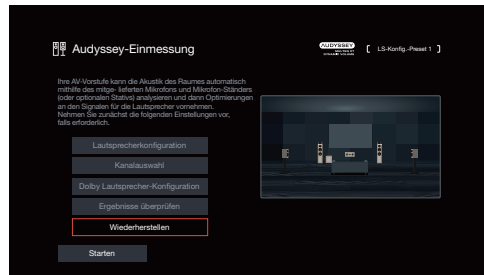 Audyssey-Einmessung
AUDYSSEY
[ LS-Konfig.-Preset 1 ]
Ihre AV-Vorstufe kann die Akustik des Raumes automatisch
mithilfe des mitge- lieferten Mikrofons und Mikrofon-Ständers
(oder optionalen Stativs) analysieren und dann Optimierungen
an den Signalen für die Lautsprecher vornehmen.
Nehmen Sie zunächst die folgenden Einstellungen vor,
falls erforderlich.
Lautsprecherkonfiguration
Kanalauswahl
Dolby Lautsprecher-Konfiguration
Ergebnisse überprüfen
Wiederherstellen
Starten